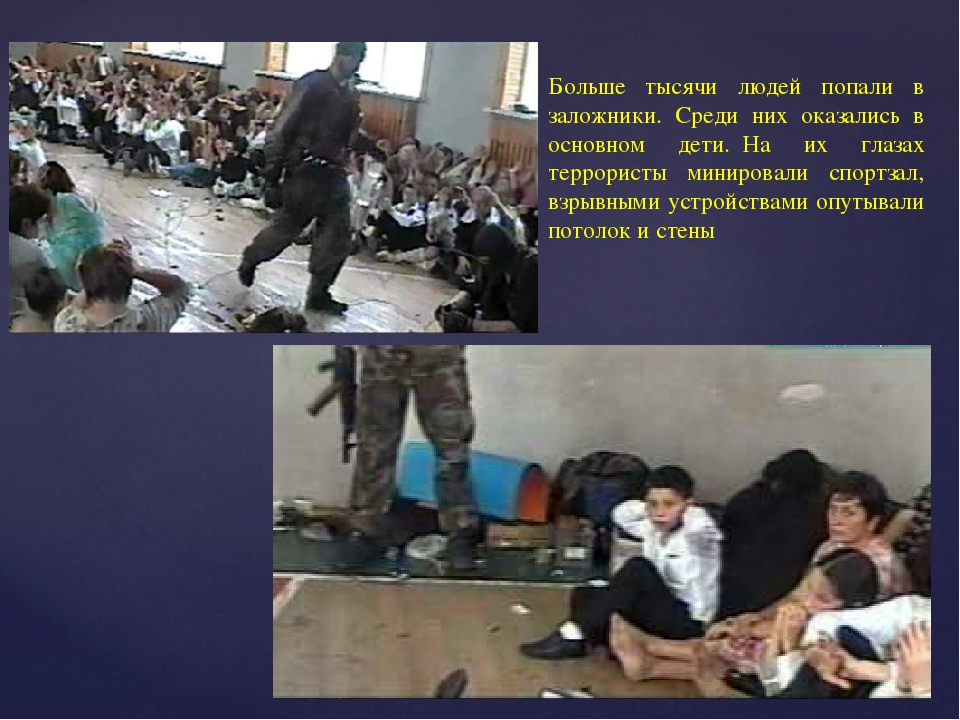 Больше тысячи людей попали в
заложники. Среди них оказались в
основном дети. На их глазах
террористы минировали спортзал,
взрывными устройствами опутывали
потолок и стены